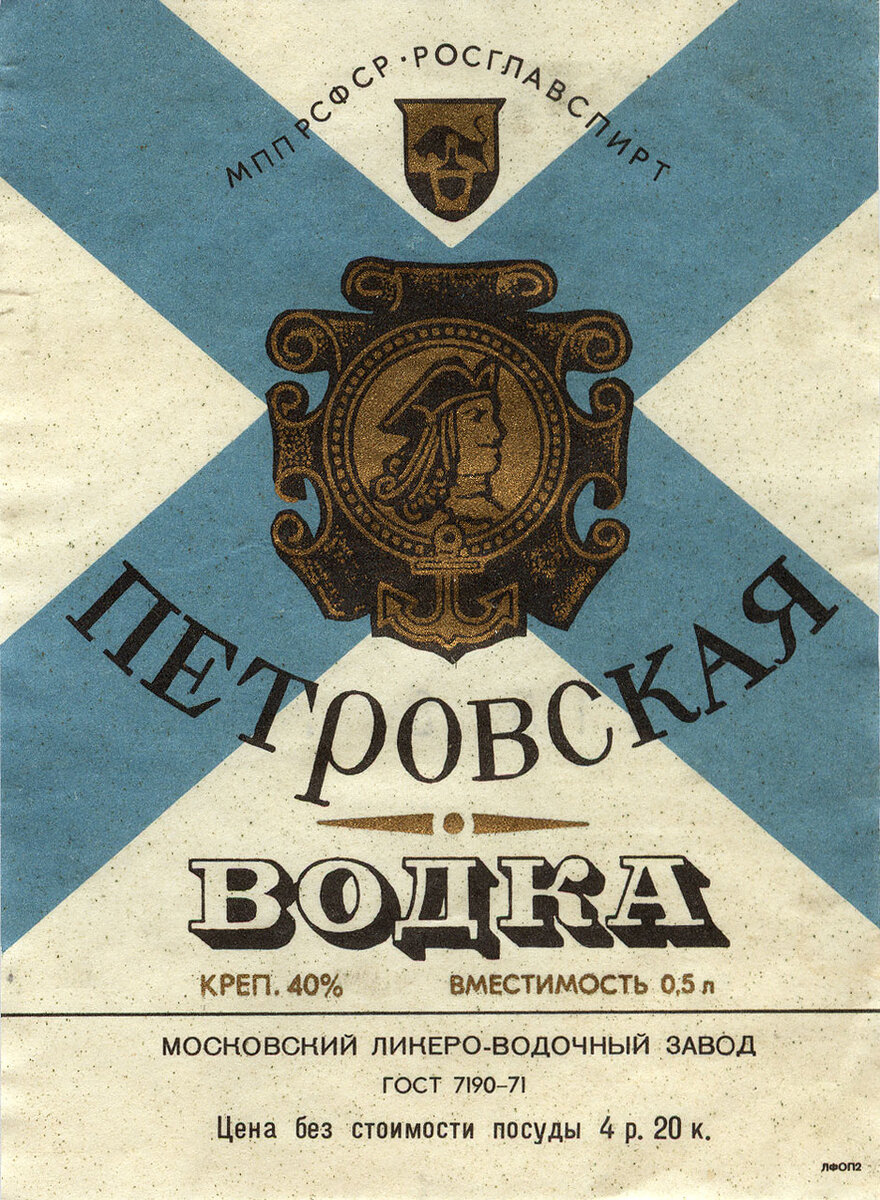 МПП РСФСР · РОСГЛАВСПИРТ
ПЕТРОВСКАЯ
ВОДКА
КРЕП. 40% ВМЕСТИМОСТЬ 0,5 л
МОСКОВСКИЙ ЛИКЕРО-ВОДОЧНЫЙ ЗАВОД
ГОСТ 7190–71
Цена без стоимости посуды 4 р. 20 к.
ЛФОП2